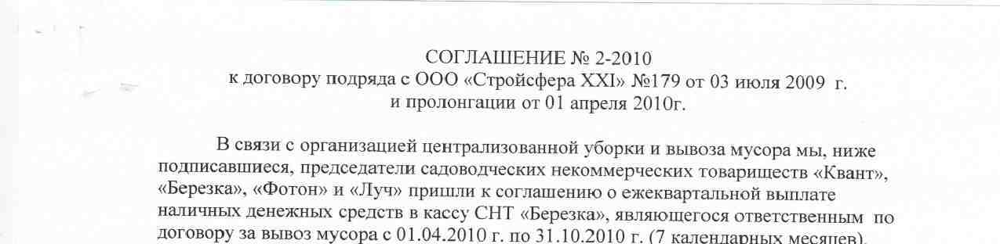 СОГЛАШЕНИЕ № 2-2010
к договору подряда с ООО «Стройсфера XXI» №179 от 03 июля 2009 г.
и пролонгации от 01 апреля 2010г.
В связи с организацией централизованной уборки и вывоза мусора мы, ниже
подписавшиеся, председатели садоводческих некоммерческих товариществ «Квант»,
«Березка», «Фотон» и «Луч» пришли к соглашению о ежеквартальной выплате
наличных денежных средств в кассу СНТ «Березка», являющегося ответственным по
договору за вывоз мусора с 01.04.2010 г. по 31.10.2010 г. (7 календарных месяцев).